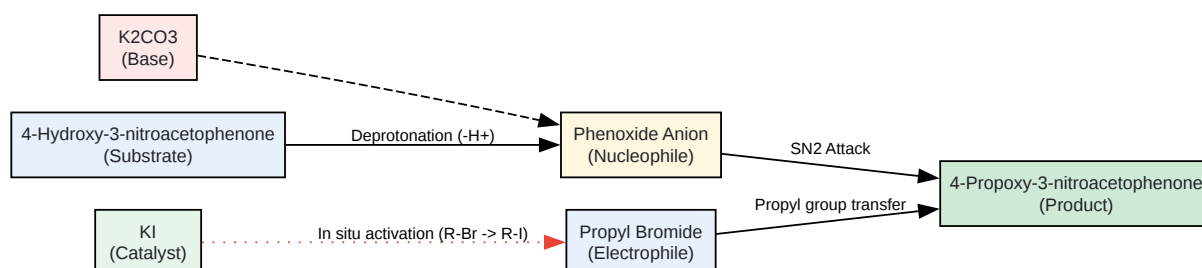 K2CO3
(Base)
4-Hydroxy-3-nitroacetophenone
(Substrate)
Deprotonation (-H+)
Phenoxide Anion
(Nucleophile)
SN2 Attack
4-Propoxy-3-nitroacetophenone
(Product)
Propyl group transfer
KI
(Catalyst)
In situ activation (R-Br -> R-I)
Propyl Bromide
(Electrophile)